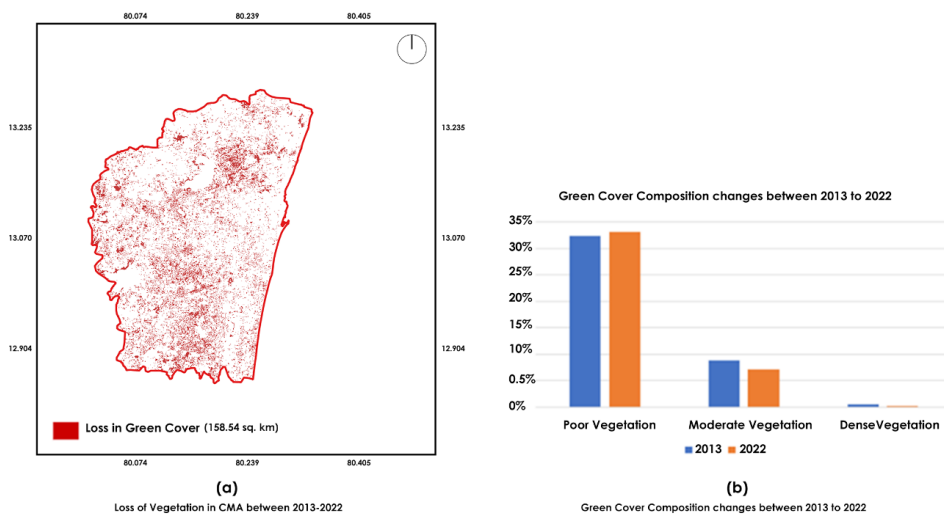 80.074 80.239 80.405
13.235 13.235
13.070 13.070
12.904 12.904
Loss in Green Cover (158.54 sq. km)
80.074 80.239 80.405
(a)
Loss of Vegetation in CMA between 2013-2022
Green Cover Composition changes between 2013 to 2022
35%
30%
25%
20%
15%
10%
0.5%
0%
Poor Vegetation Moderate Vegetation DenseVegetation
2013 2022
(b)
Green Cover Composition changes between 2013 to 2022